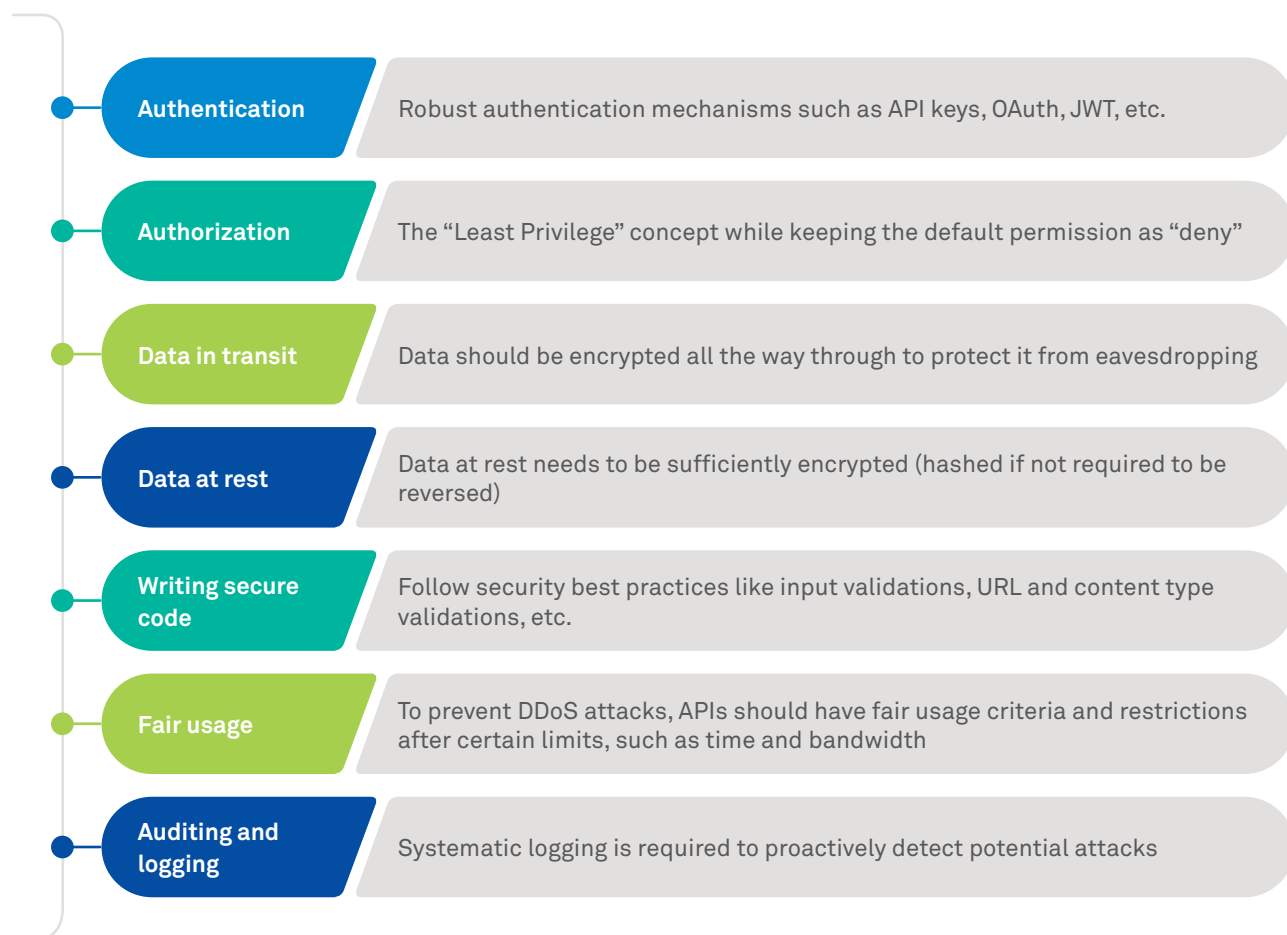 Authentication
Robust authentication mechanisms such as API keys, OAuth, JWT, etc.
Authorization
The “Least Privilege” concept while keeping the default permission as “deny”
Data in transit
Data should be encrypted all the way through to protect it from eavesdropping
Data at rest
Data at rest needs to be sufficiently encrypted (hashed if not required to be
reversed)
Writing secure
code
Follow security best practices like input validations, URL and content type
validations, etc.
Fair usage
To prevent DDoS attacks, APIs should have fair usage criteria and restrictions
after certain limits, such as time and bandwidth
Auditing and
logging
Systematic logging is required to proactively detect potential attacks